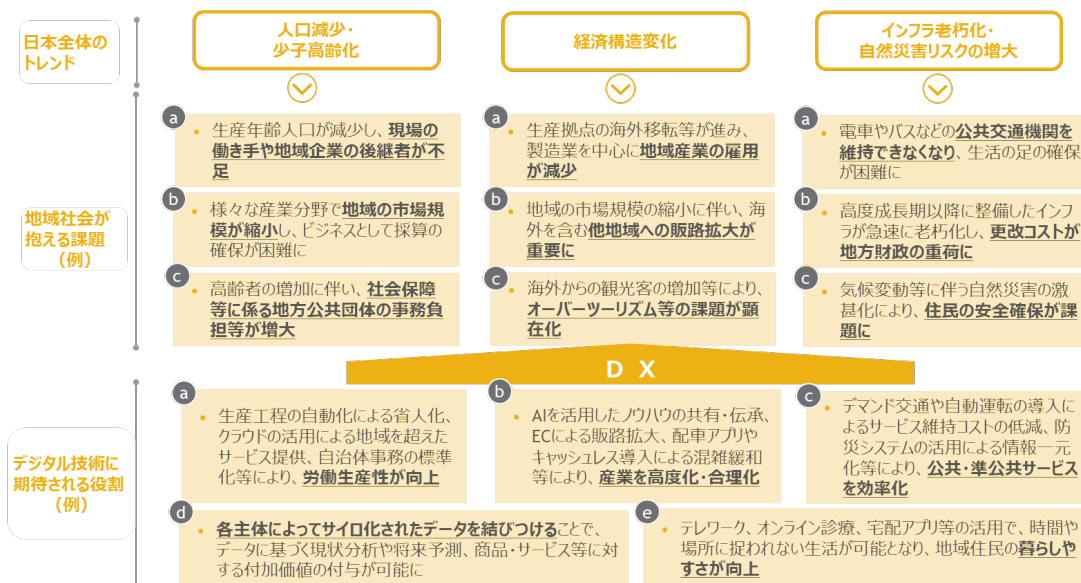 日本全体の
トレンド
人口減少・
少子高齢化
経済構造変化
インフラ老朽化・
自然災害リスクの増大
地域社会が
抱える課題
（例）
a
• 生産年齢人口が減少し、現場の
働き手や地域企業の後継者が不
足
b
• 様々な産業分野で地域の市場規
模が縮小し、ビジネスとして採算の
確保が困難に
c
• 高齢者の増加に伴い、社会保障
等に係る地方公共団体の事務負
担等が増大
a
• 生産拠点の海外移転等が進み、
製造業を中心に地域産業の雇用
が減少
b
• 地域の市場規模の縮小に伴い、海
外を含む他地域への販路拡大が
重要に
c
• 海外からの観光客の増加等により、
オーバーツーリズム等の課題が顕
在化
a
• 電車やバスなどの公共交通機関を
維持できなくなり、生活の足の確保
が困難に
b
• 高度成長期以降に整備したインフ
ラが急速に老朽化し、更改コストが
地方財政の重荷に
c
• 気候変動等に伴う自然災害の激
甚化により、住民の安全確保が課
題に
DX
デジタル技術に
期待される役割
（例）
a
• 生産工程の自動化による省人化、
クラウドの活用による地域を超えた
サービス提供、自治体事務の標準
化等により、労働生産性が向上
b
• AIを活用したノウハウの共有・伝承、
ECによる販路拡大、配車アプリや
キャッシュレス導入による混雑緩和
等により、産業を高度化・合理化
c
• デマンド交通や自動運転の導入に
よるサービス維持コストの低減、防
災システムの活用による情報一元
化等により、公共・準公共サービス
を効率化
d
• 各主体によってサイロ化されたデータを結びつけることで、
データに基づく現状分析や将来予測、商品・サービス等に対
する付加価値の付与が可能に
e
• テレワーク、オンライン診療、宅配アプリ等の活用で、時間や
場所に捉われない生活が可能となり、地域住民の暮らしや
すさが向上